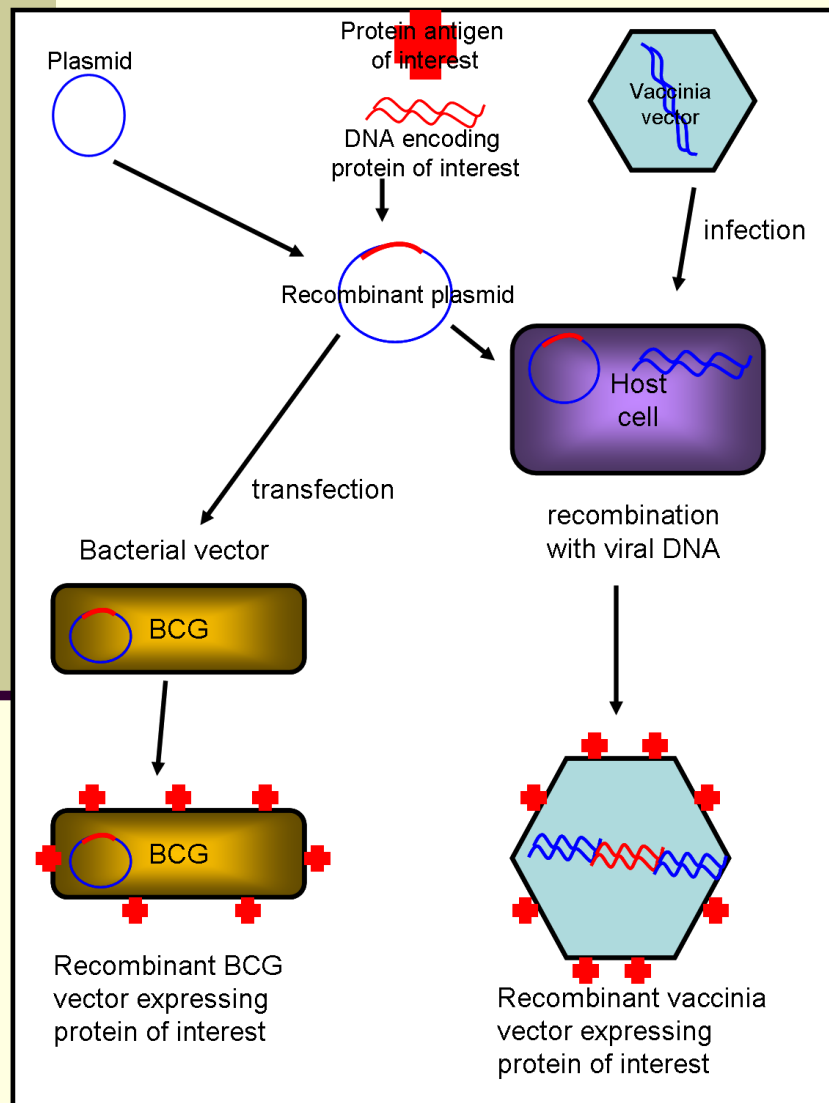 Plasmid
Protein antigen
of interest
DNA encoding
protein of interest
Vaccinia
vector
infection
Recombinant plasmid
Host
cell
transfection
recombination
with viral DNA
Bacterial vector
BCG
BCG
Recombinant BCG
vector expressing
protein of interest
Recombinant vaccinia
vector expressing
protein of interest